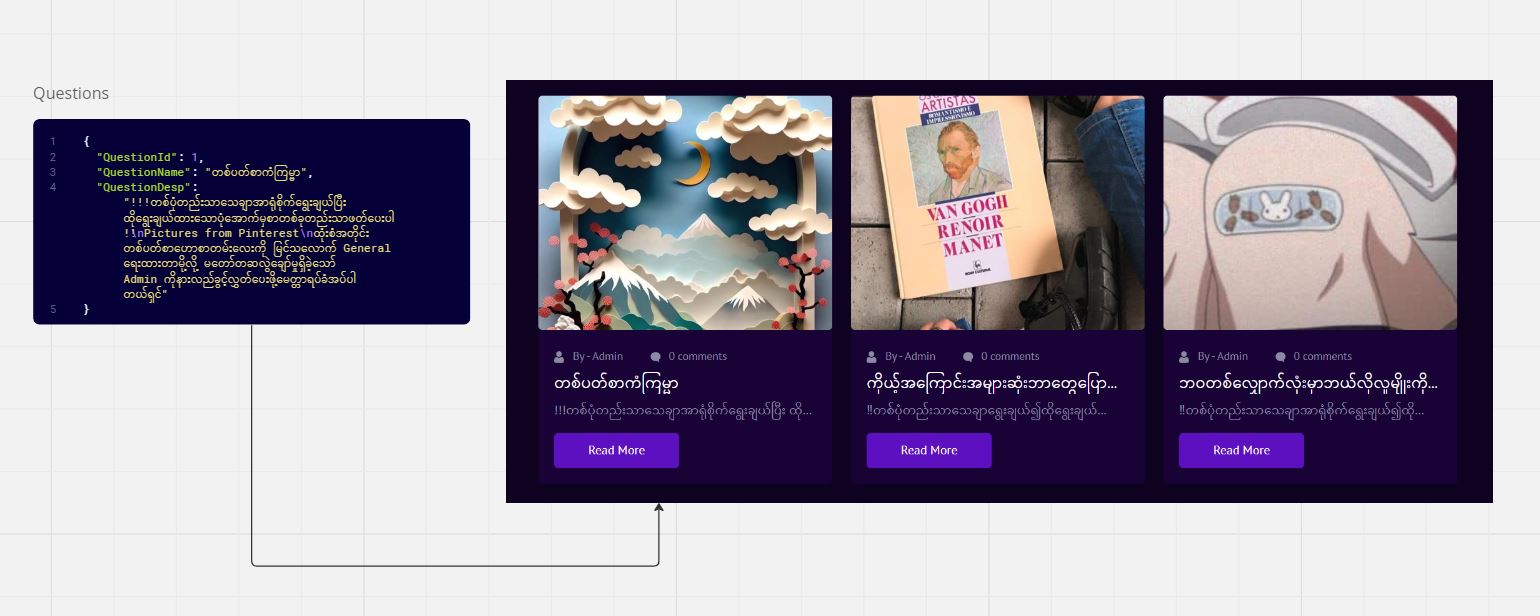 Questions
1 {
2 "QuestionId": 1,
3 "QuestionName": "တစ်ပတ်စာကံကြမ္မာ",
4 "QuestionDesp":
"!!!တစ်ပုံတည်းသာသေချာအာရုံစိုက်ရွေးချယ်ပြီး
ထိုရွေးချယ်ထားသောပုံအောက်မှစာတစ်ခုတည်းသာဖတ်ပေးပါ
!\nPictures from Pinterest\nထုံးစံအတိုင်း
တစ်ပတ်စာဟောစာတမ်းလေးကို မြင်သလောက် General
ရေးထားတာမို့လို့ မတော်တဆလွဲချော်မှုရှိခဲ့သော်
Admin ကိုနားလည်ခွင့်လွှတ်ပေးဖို့မေတ္တာရပ်ခံအပ်ပါ
တယ်ရှင်"
5 }
ARTISTAS
ROMANTISMO E
IMPRESSIONISMO
VAN GOGH
RENOIR
MANET
By - Admin 0 comments
တစ်ပတ်စာကံကြမ္မာ
!!!တစ်ပုံတည်းသာသေချာအာရုံစိုက်ရွေးချယ်ပြီး ထို...
Read More
By - Admin 0 comments
ကိုယ့်အကြောင်းအများဆုံးဘာတွေပြော...
!!တစ်ပုံတည်းသာသေချာရွေးချယ်၍ထိုရွေးချယ်...
Read More
By - Admin 0 comments
ဘဝတစ်လျှောက်လုံးမှာဘယ်လိုလူမျိုးကို...
!!တစ်ပုံတည်းသာသေချာအာရုံစိုက်ရွေးချယ်၍ထို...
Read More